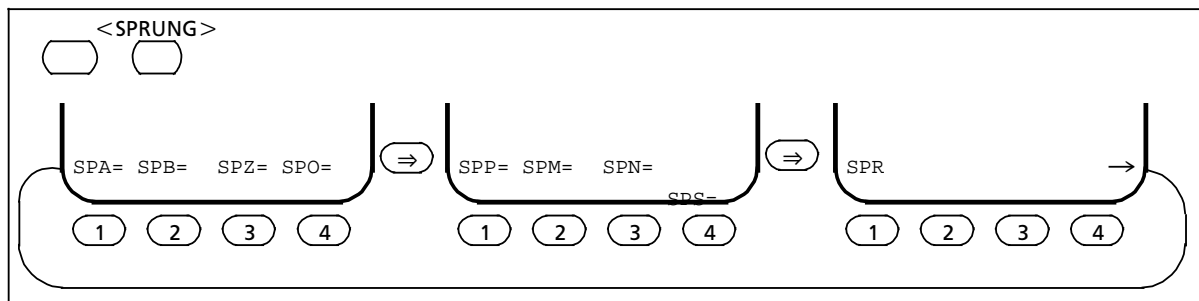 <SPRUNG>
SPA= SPB= SPZ= SPO= ⇒ SPP= SPM= SPN= ⇒ SPR →
SPS=
1 2 3 4 1 2 3 4 1 2 3 4